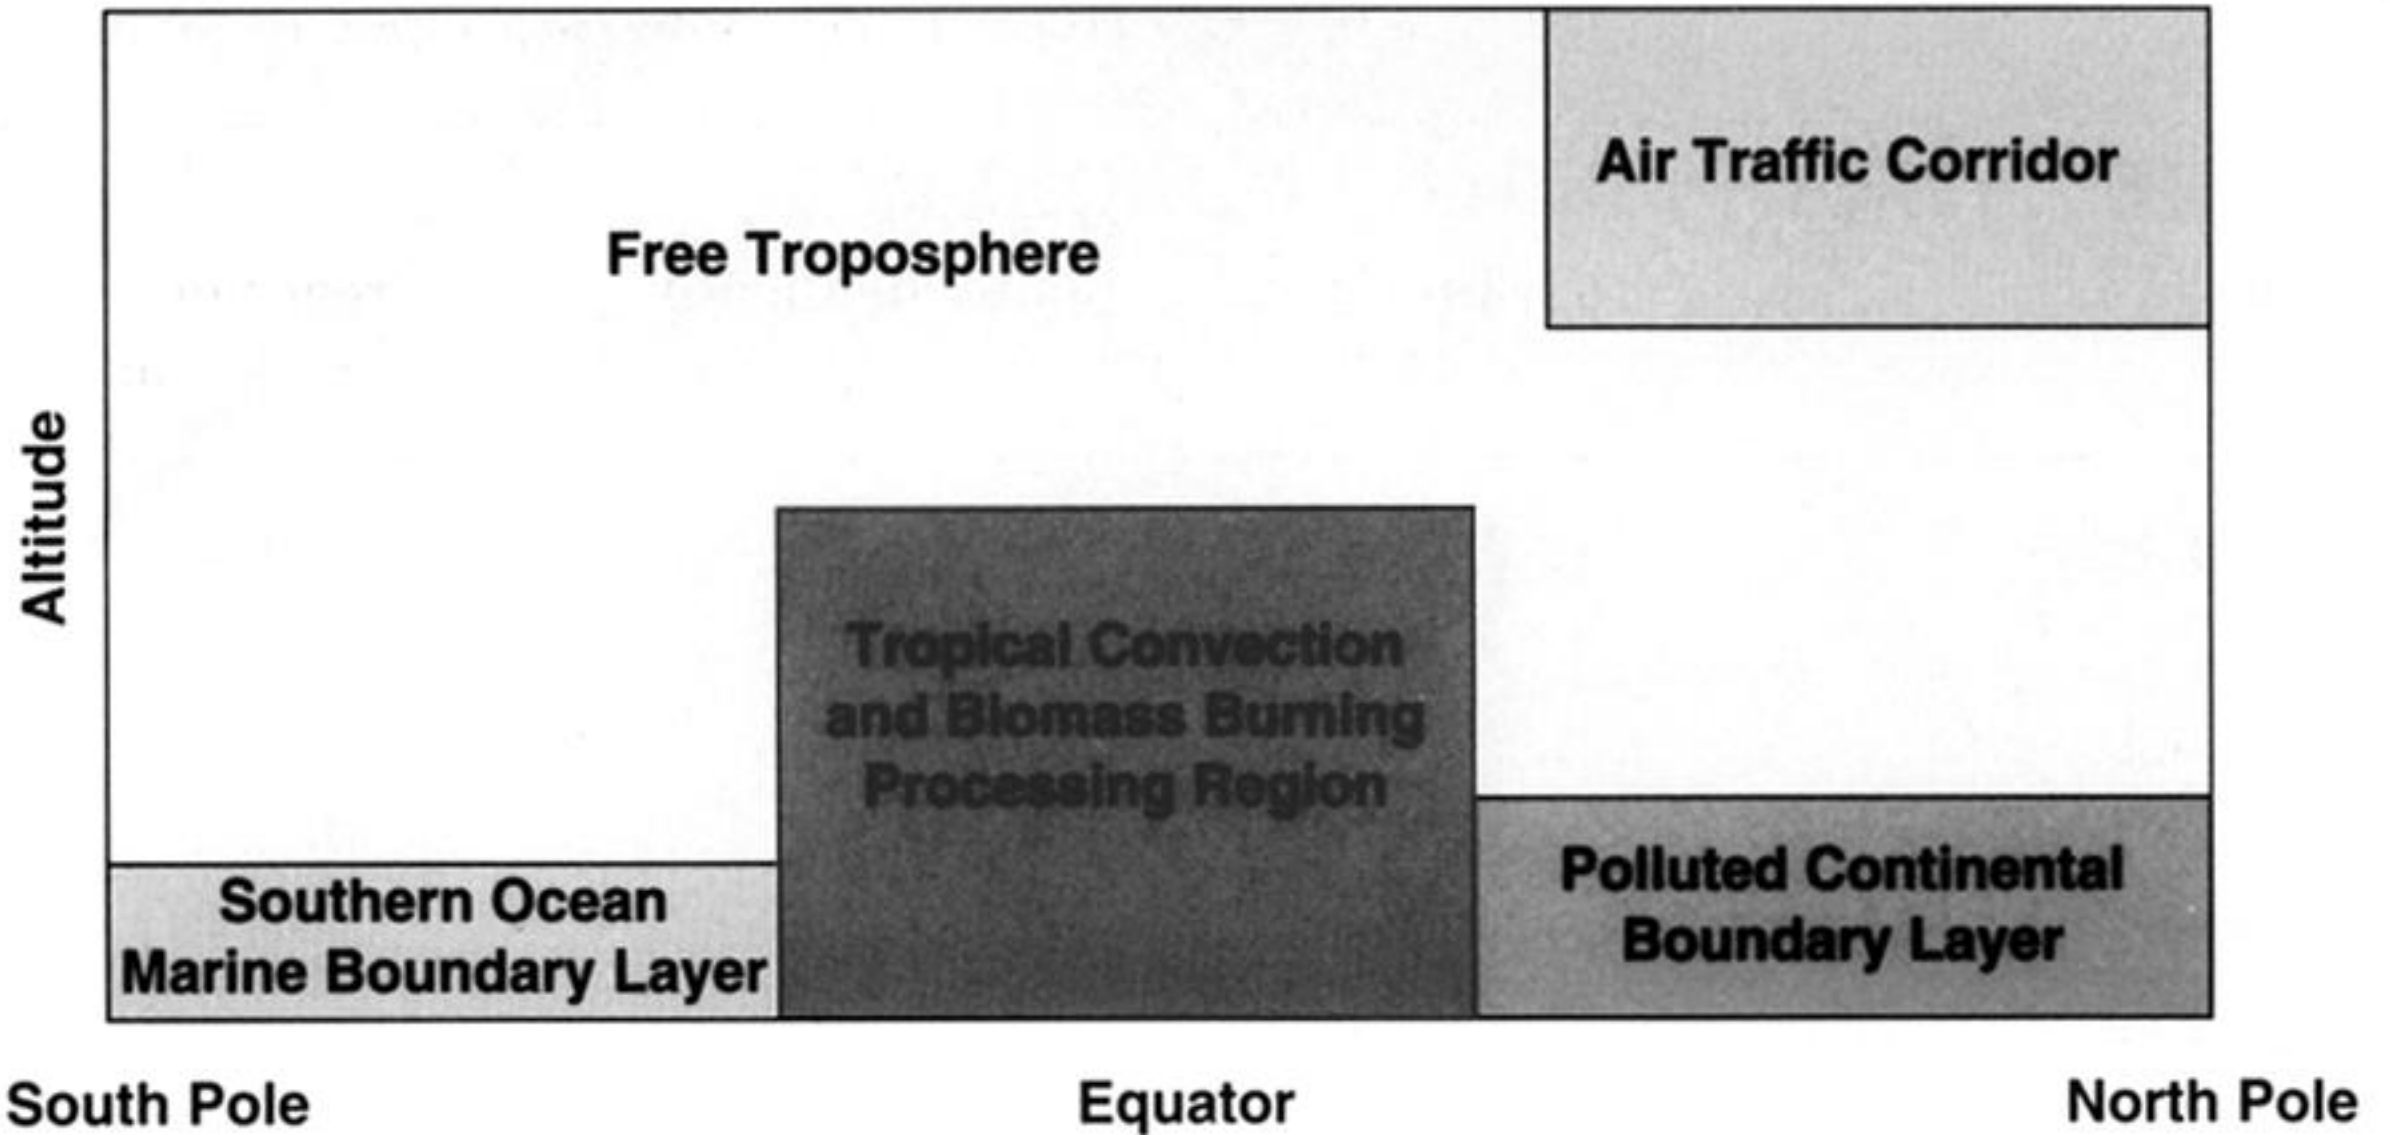 Air Traffic Corridor
Free Troposphere
Altitude
Tropical Convection
and Biomass Burning
Processing Region
Southern Ocean
Marine Boundary Layer
Polluted Continental
Boundary Layer
South Pole
Equator
North Pole